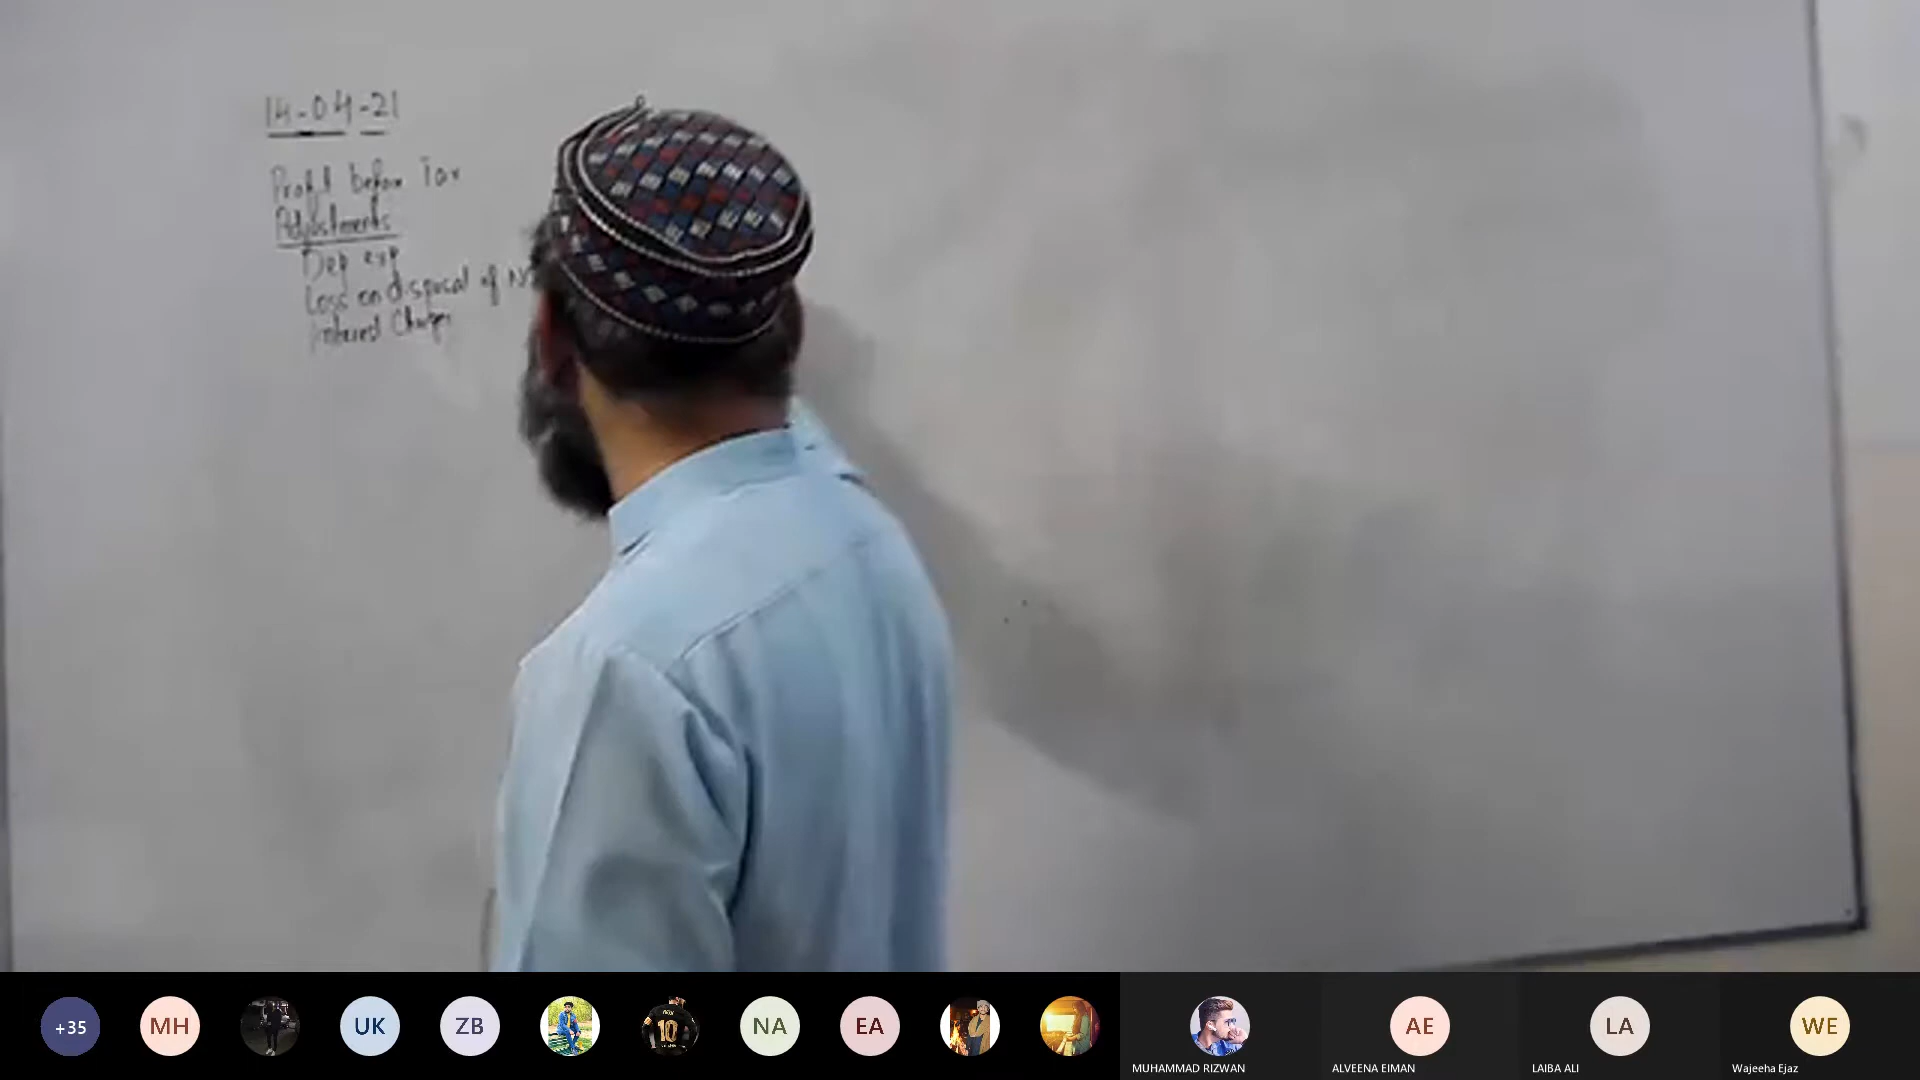 14-04-21
Profit before Tax
Adjustments
Dep exp
Loss on disposal of N
Interest Charges
+35
MH
UK
ZB
10
NA
EA
AE
LA
WE
MUHAMMAD RIZWAN
ALVEENA EIMAN
LAIBA ALI
Wajeeha Ejaz